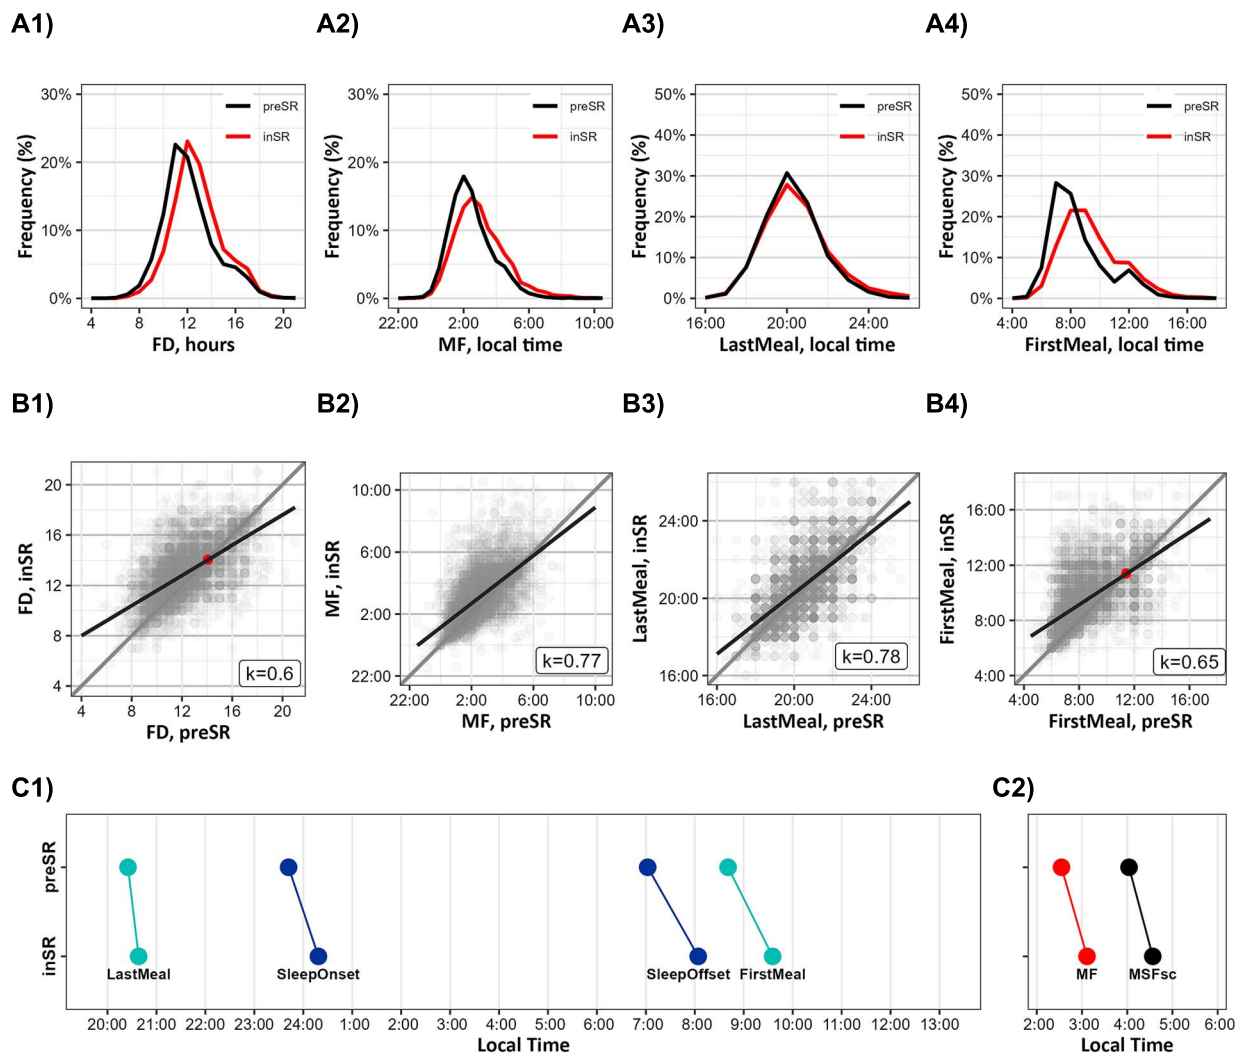 A1) A2) A3) A4)
30% 20% 10% 0%
Frequency (%)
preSR
inSR
4 8 12 16 20
FD, hours
30% 20% 10% 0%
Frequency (%)
preSR
inSR
22:00 2:00 6:00 10:00
MF, local time
50% 40% 30% 20% 10% 0%
Frequency (%)
preSR
inSR
16:00 20:00 24:00
LastMeal, local time
50% 40% 30% 20% 10% 0%
Frequency (%)
preSR
inSR
4:00 8:00 12:00 16:00
FirstMeal, local time
B1) B2) B3) B4)
20 16 12 8 4
FD, inSR
k=0.6
4 8 12 16 20
FD, preSR
10:00 6:00 2:00 22:00
MF, inSR
k=0.77
22:00 2:00 6:00 10:00
MF, preSR
24:00 20:00 16:00
LastMeal, inSR
k=0.78
16:00 20:00 24:00
LastMeal, preSR
16:00 12:00 8:00 4:00
FirstMeal, inSR
k=0.65
4:00 8:00 12:00 16:00
FirstMeal, preSR
C1) C2)
preSR
inSR
LastMeal SleepOnset SleepOffset FirstMeal
20:00 21:00 22:00 23:00 24:00 1:00 2:00 3:00 4:00 5:00 6:00 7:00 8:00 9:00 10:00 11:00 12:00 13:00
Local Time
MF MSFsc
2:00 3:00 4:00 5:00 6:00
Local Time